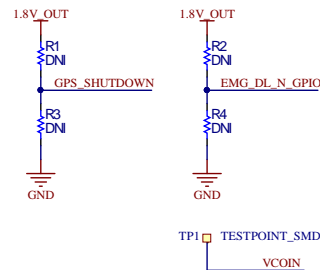 1.8V_OUT
1.8V_OUT
R1
DNI
R2
DNI
GPS_SHUTDOWN
EMG_DL_N_GPIO
R3
DNI
R4
DNI
GND
GND
TP1
TESTPOINT_SMD
VCOIN